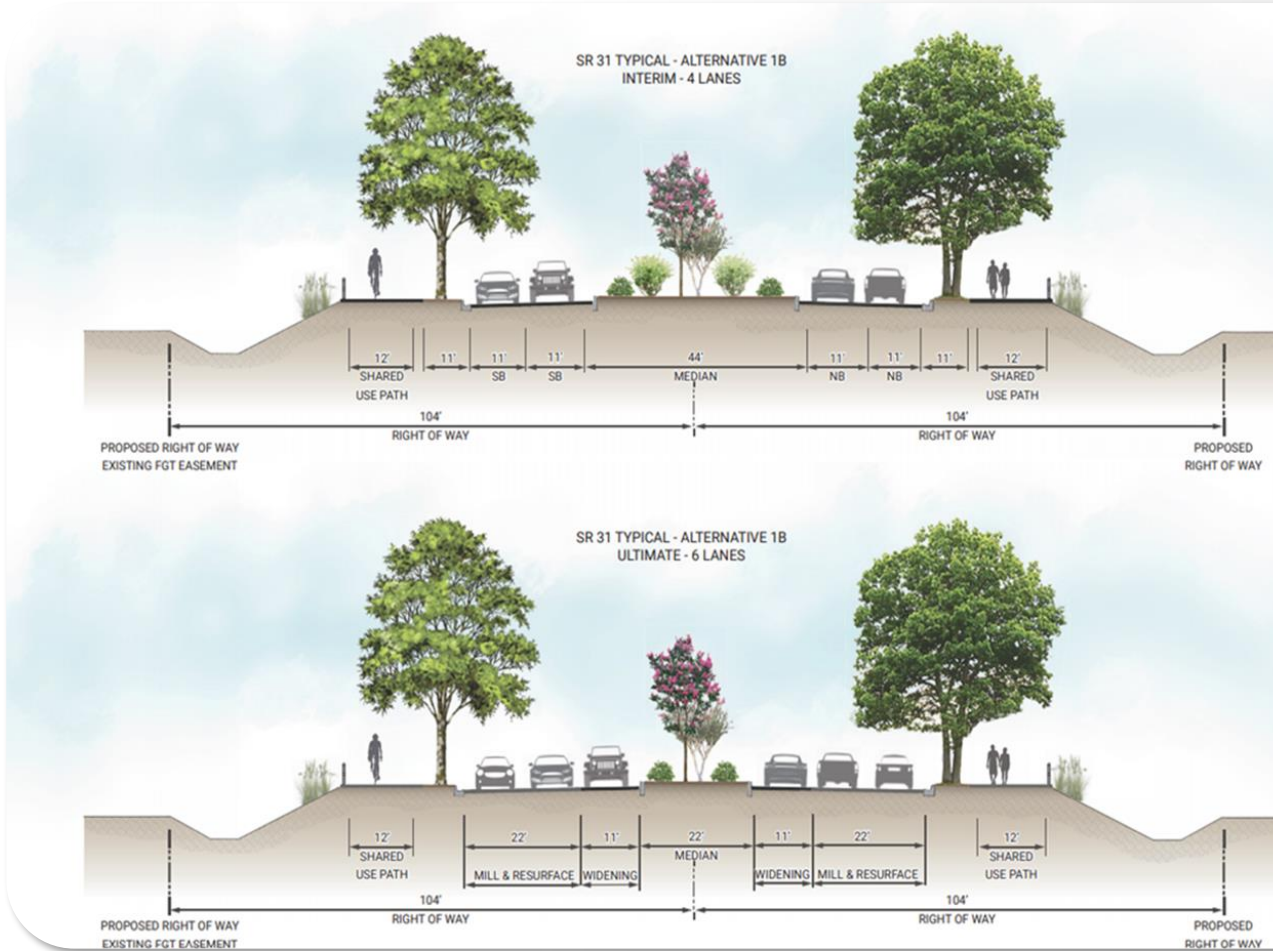 SR 31 TYPICAL - ALTERNATIVE 1B
INTERIM - 4 LANES
12' 11' 11' 11' 44' 11' 11' 11' 12'
SHARED SB SB MEDIAN NB NB SHARED
USE PATH USE PATH
104' 104'
RIGHT OF WAY RIGHT OF WAY
PROPOSED RIGHT OF WAY PROPOSED
EXISTING FGT EASEMENT RIGHT OF WAY
SR 31 TYPICAL - ALTERNATIVE 1B
ULTIMATE - 6 LANES
12' 22' 11' 22' 11' 22' 12'
SHARED MEDIAN SHARED
USE PATH MILL & RESURFACE WIDENING WIDENING MILL & RESURFACE USE PATH
104' 104'
RIGHT OF WAY RIGHT OF WAY
PROPOSED RIGHT OF WAY PROPOSED
EXISTING FGT EASEMENT RIGHT OF WAY